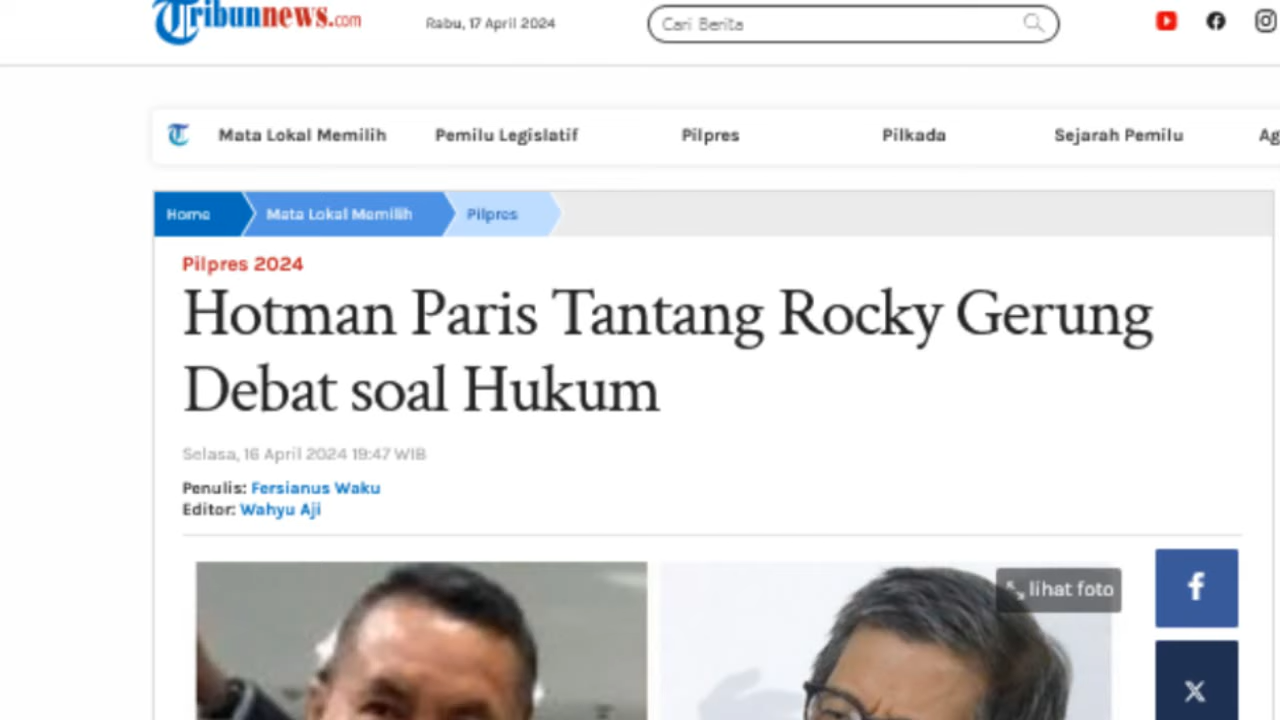 Tribunnews.com
Rabu, 17 April 2024
Cari Berita
Mata Lokal Memilih
Pemilu Legislatif
Pilpres
Pilkada
Sejarah Pemilu
Ag
Home
Mata Lokal Memilih
Pilpres
Pilpres 2024
Hotman Paris Tantang Rocky Gerung
Debat soal Hukum
Selasa, 16 April 2024 19:47 WIB
Penulis: Fersianus Waku
Editor: Wahyu Aji
lihat foto